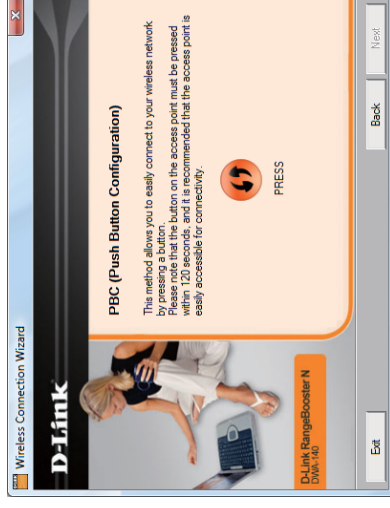 Wireless Connection Wizard
D-Link
PBC (Push Button Configuration)
This method allows you to easily connect to your wireless network
by pressing a button.
Please note that the button on the access point must be pressed
within 120 seconds, and it is recommended that the access point is
easily accessible for connectivity.
PRESS
D-Link RangeBooster N
DWA-140
Exit
Back
Next